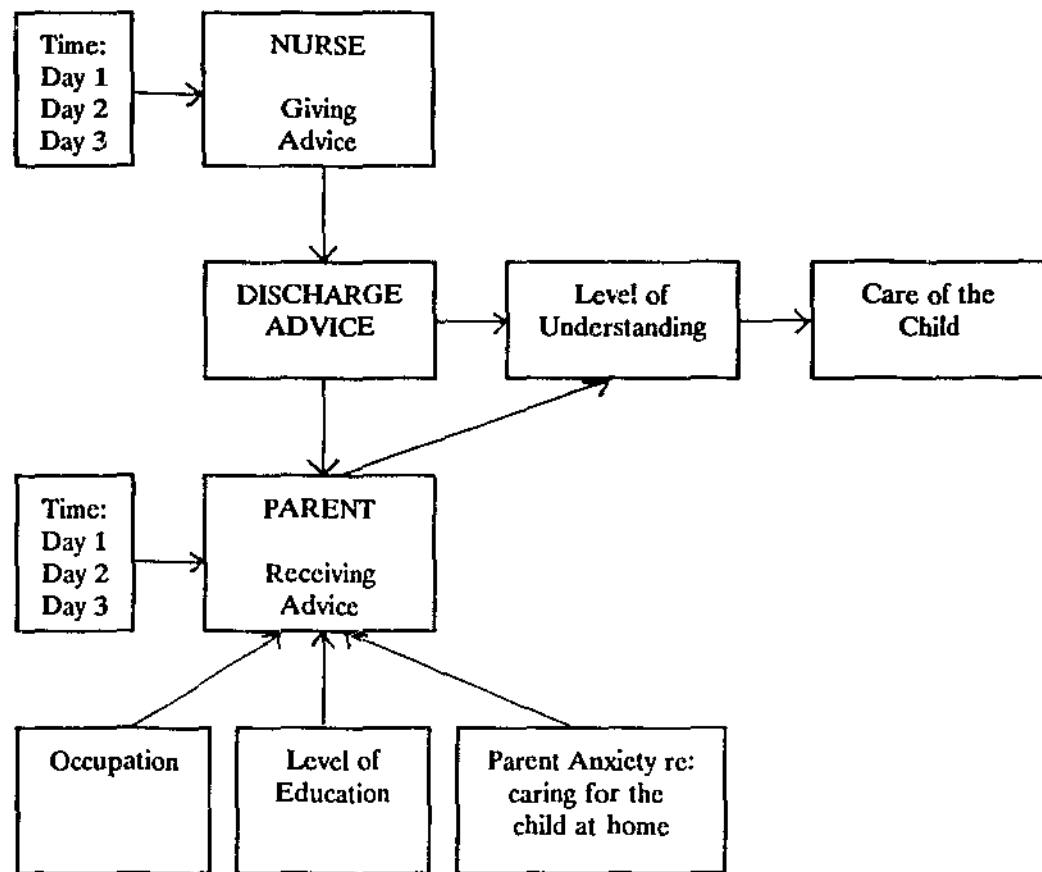 Time:
Day 1
Day 2
Day 3
NURSE
Giving
Advice
DISCHARGE
ADVICE
Level of
Understanding
Care of the
Child
Time:
Day 1
Day 2
Day 3
PARENT
Receiving
Advice
Occupation
Level of
Education
Parent Anxiety re:
caring for the
child at home